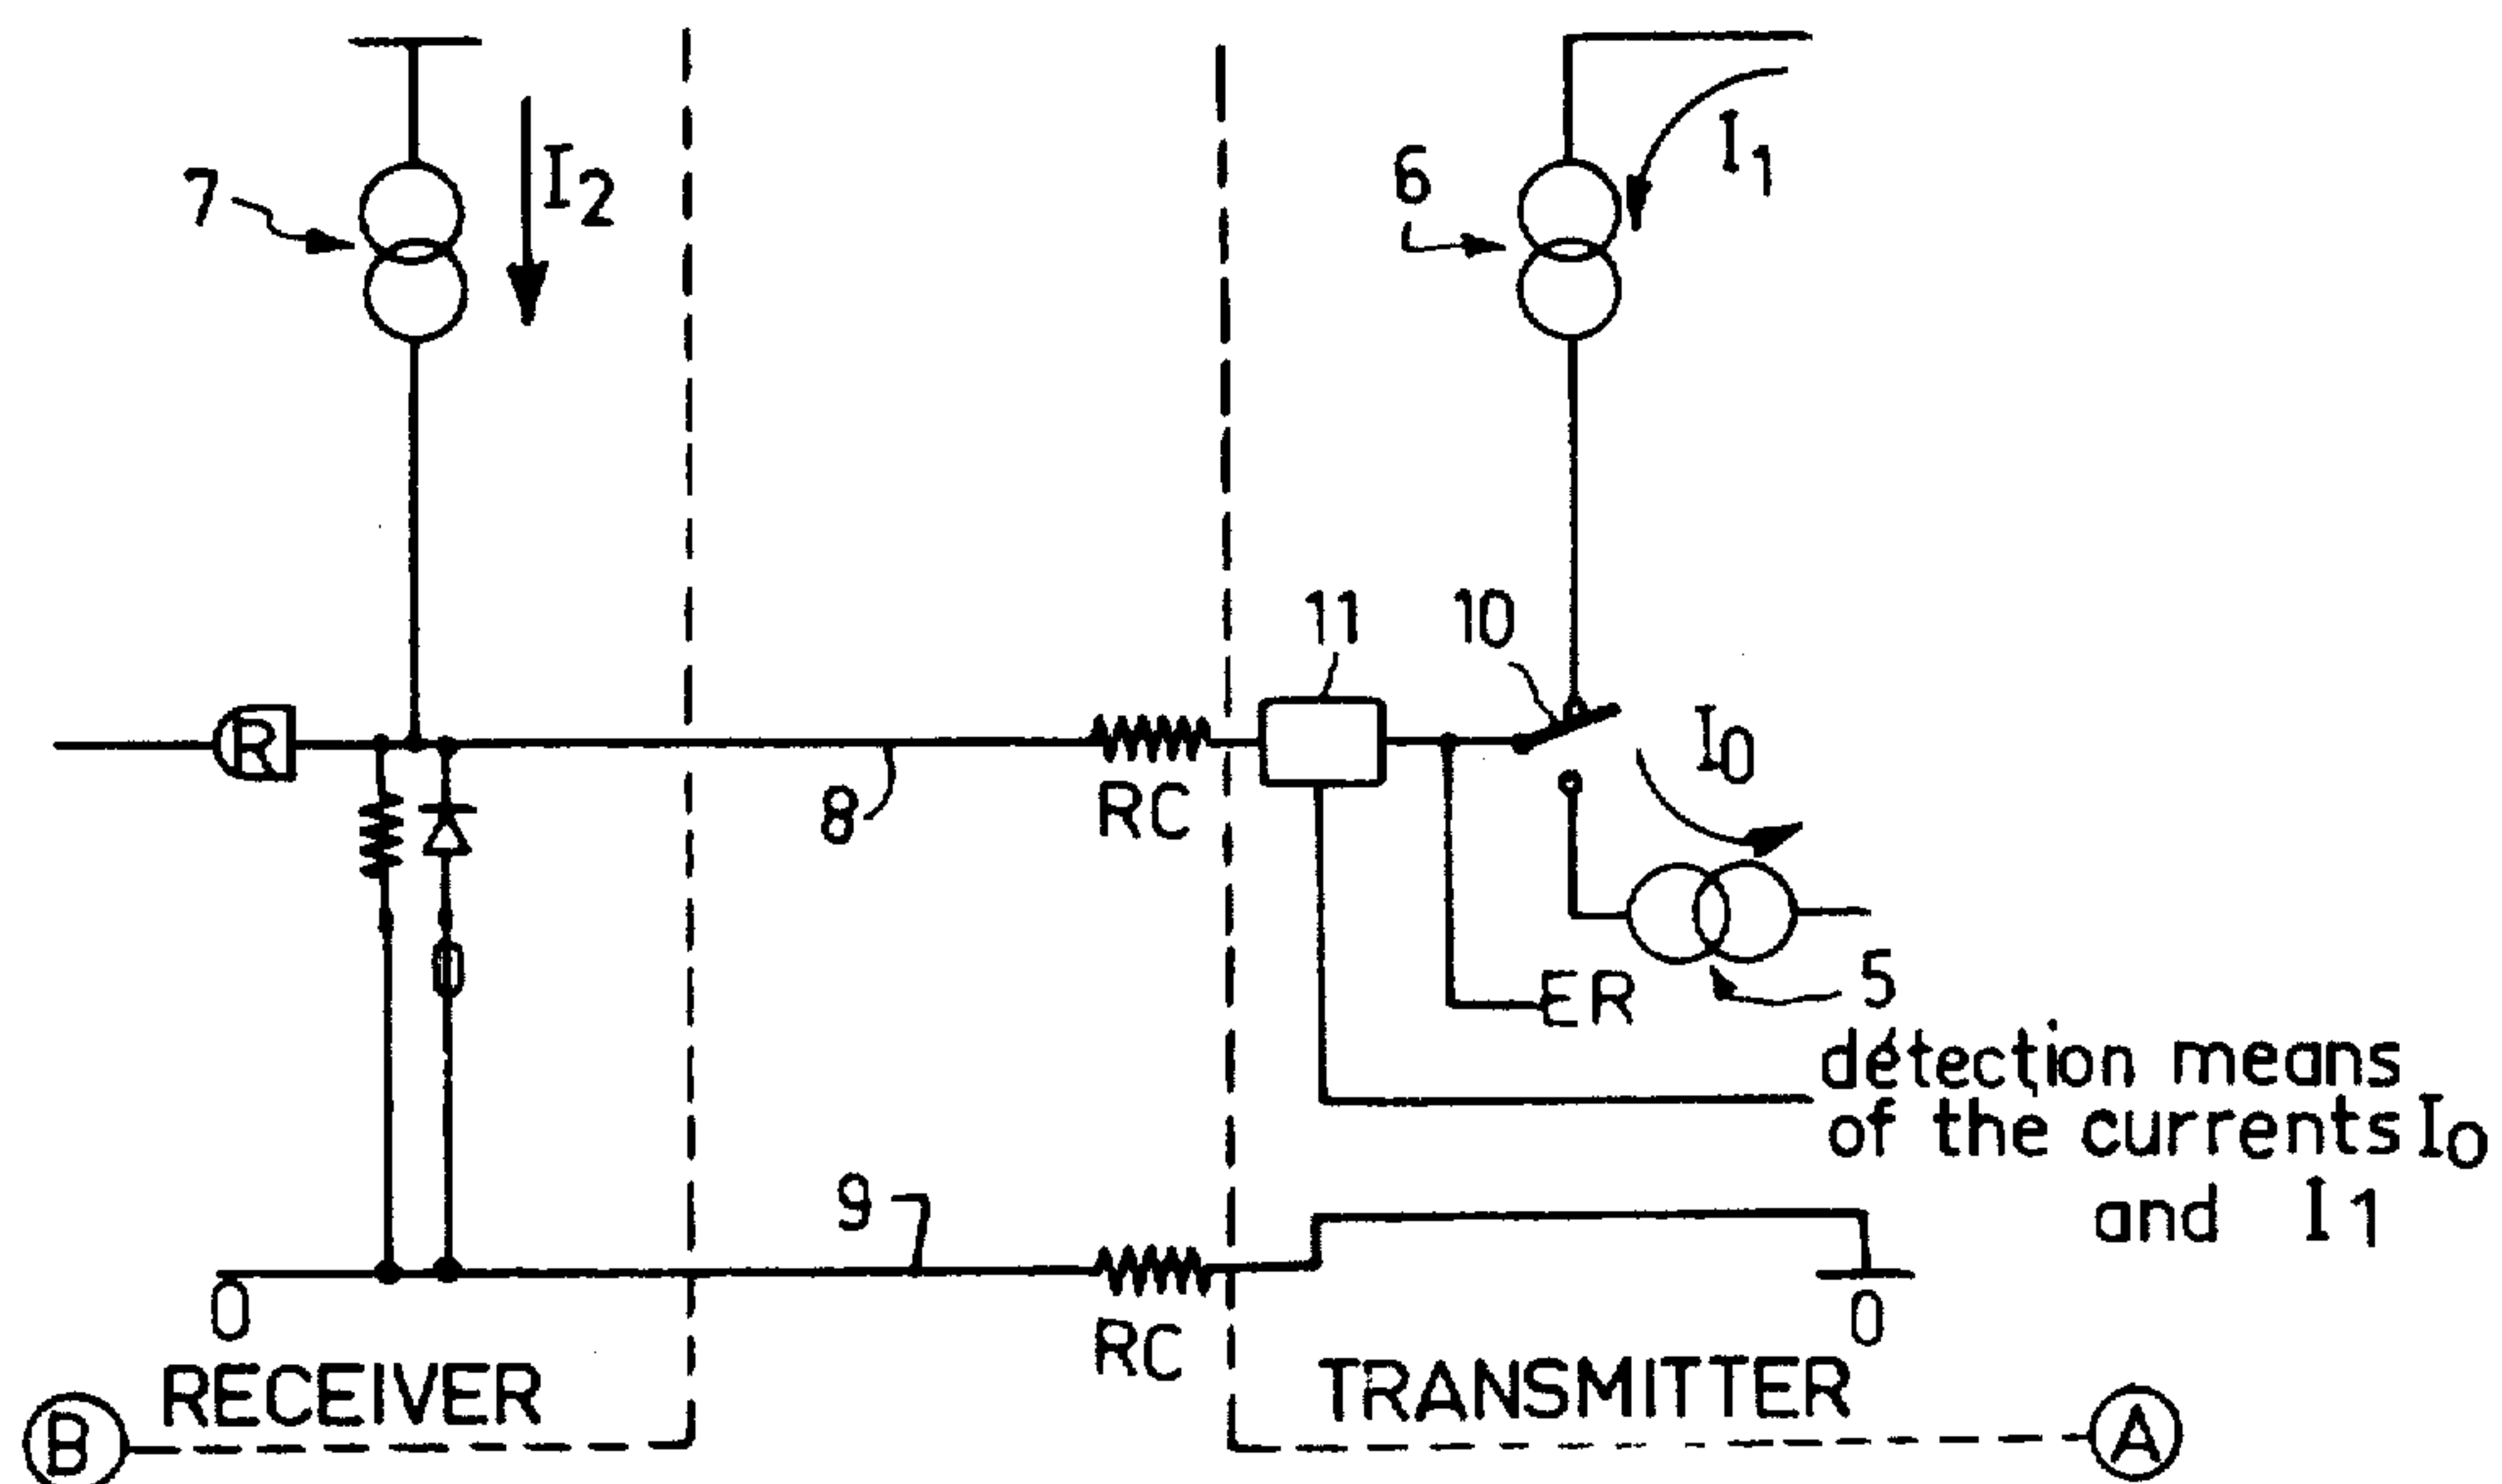 7
I2
6
I1
R
8
RC
11
10
I0
5
ER
détection means
of the currents I0
and I1
9
RC
0
0
RECEIVER
TRANSMITTER
B
A